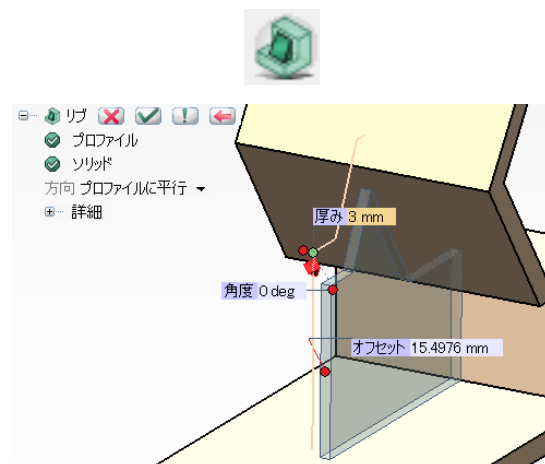 リブ
プロファイル
ソリッド
方向 プロファイルに平行
詳細
厚み 3 mm
角度 0 deg
オフセット 15.4976 mm